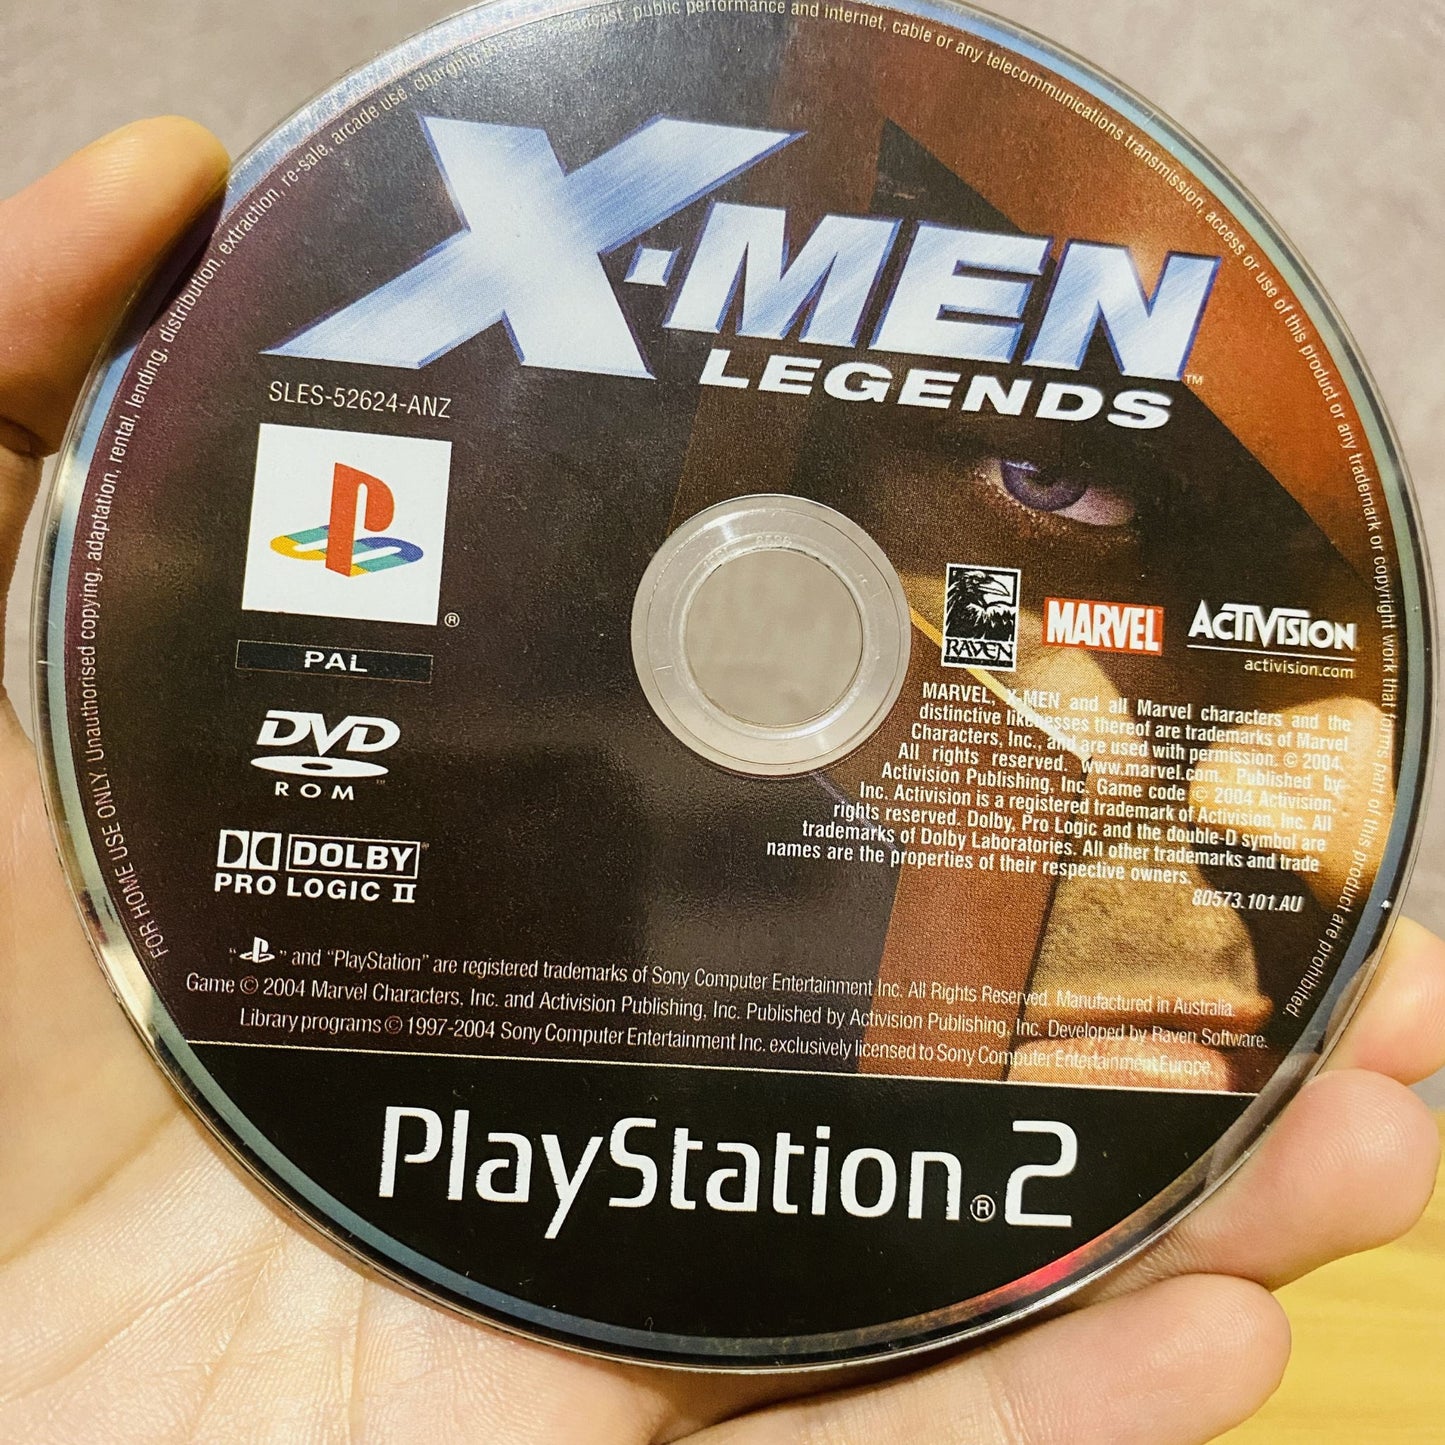 FOR HOME USE ONLY Unauthorised copying, adaptation, rental, lending, distribution, extraction, re-sale, arcade use, broadcast, public performance and internet, cable or any telecommunications transmission, access or use of this product or any trademark or copyright work that forms part of this product are prohibited.
X-MEN™
LEGENDS
SLES-52624-ANZ
®
PAL
DVD
ROM
DOLBY
PRO LOGIC II
RAVEN
MARVEL
ACTIVISION
activision.com
MARVEL, X-MEN and all Marvel characters and the
distinctive likenesses thereof are trademarks of Marvel
Characters, Inc., and are used with permission. © 2004.
All rights reserved. www.marvel.com. Published by
Activision Publishing, Inc. Game code © 2004 Activision,
Inc. Activision is a registered trademark of Activision, Inc. All
rights reserved. Dolby, Pro Logic and the double-D symbol are
trademarks of Dolby Laboratories. All other trademarks and trade
names are the properties of their respective owners.
80573.101.AU
" " and "PlayStation" are registered trademarks of Sony Computer Entertainment Inc. All Rights Reserved. Manufactured in Australia.
Game © 2004 Marvel Characters, Inc. and Activision Publishing, Inc. Published by Activision Publishing, Inc. Developed by Raven Software.
Library programs © 1997-2004 Sony Computer Entertainment Inc. exclusively licensed to Sony Computer Entertainment Europe.
PlayStation®2